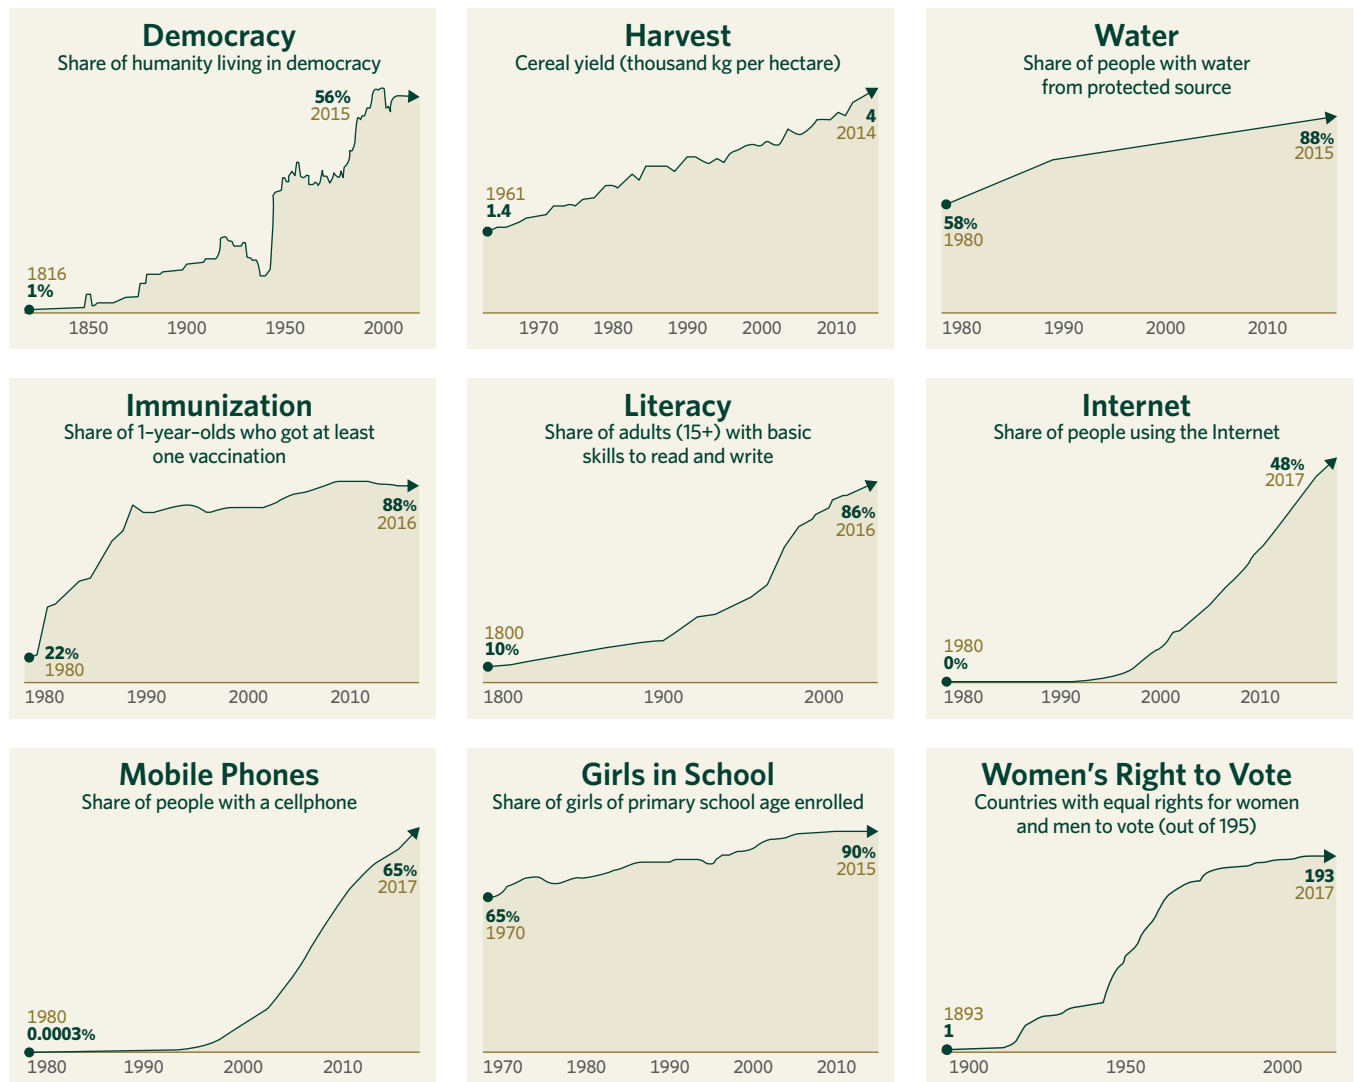 Democracy
Share of humanity living in democracy
56%
2015
1816
1%
1850 1900 1950 2000
Harvest
Cereal yield (thousand kg per hectare)
4
2014
1961
1.4
1970 1980 1990 2000 2010
Water
Share of people with water
from protected source
88%
2015
58%
1980
1980 1990 2000 2010
Immunization
Share of 1-year-olds who got at least
one vaccination
88%
2016
22%
1980
1980 1990 2000 2010
Literacy
Share of adults (15+) with basic
skills to read and write
86%
2016
1800
10%
1800 1900 2000
Internet
Share of people using the Internet
48%
2017
1980
0%
1980 1990 2000 2010
Mobile Phones
Share of people with a cellphone
65%
2017
1980
0.0003%
1980 1990 2000 2010
Girls in School
Share of girls of primary school age enrolled
90%
2015
65%
1970
1970 1980 1990 2000 2010
Women's Right to Vote
Countries with equal rights for women
and men to vote (out of 195)
193
2017
1893
1
1900 1950 2000